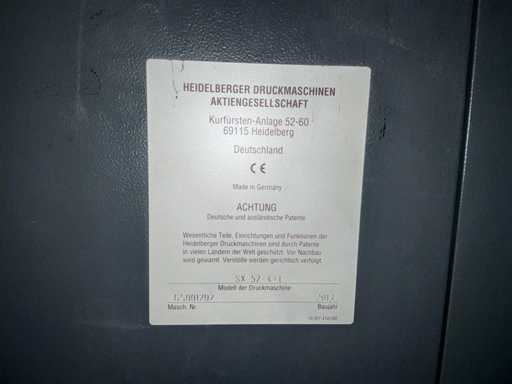 HEIDELBERGER DRUCKMASCHINEN
AKTIENGESELLSCHAFT
Kurfürsten-Anlage 52-60
69115 Heidelberg
Deutschland
CE
Made in Germany
ACHTUNG
Deutsche und ausländische Patente
Wesentliche Teile, Einrichtungen und Funktionen der
Heidelberger Druckmaschinen sind durch Patente
in vielen Ländern der Welt geschützt. Vor Nachbau
wird gewarnt. Verstöße werden gerichtlich verfolgt.
SX 52
Modell der Druckmaschine
Masch. Nr.
Baujahr